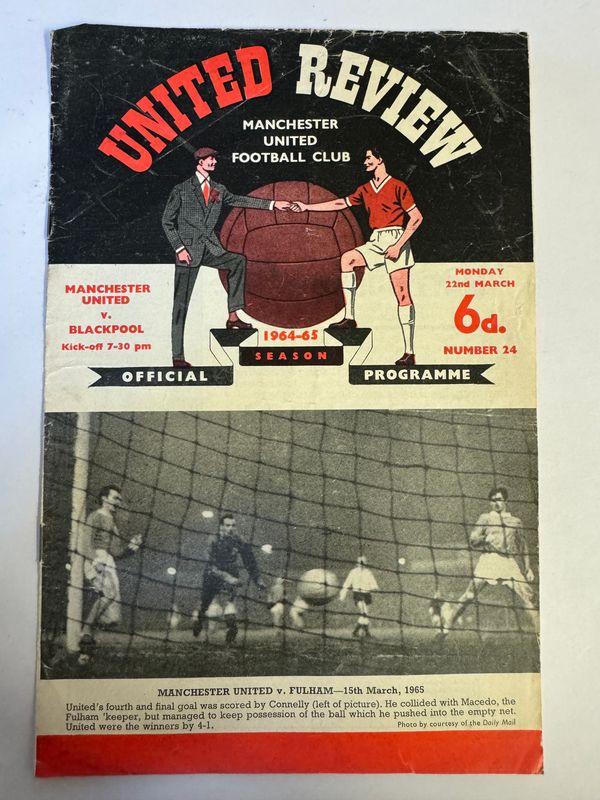 UNITED REVIEW
MANCHESTER
UNITED
FOOTBALL CLUB
MANCHESTER
UNITED
v.
BLACKPOOL
Kick-off 7-30 pm
MONDAY
22nd MARCH
6d.
NUMBER 24
1964-65
SEASON
OFFICIAL
PROGRAMME
MANCHESTER UNITED v. FULHAM—15th March, 1965
United's fourth and final goal was scored by Connelly (left of picture). He collided with Macedo, the
Fulham 'keeper, but managed to keep possession of the ball which he pushed into the empty net.
United were the winners by 4-1.
Photo by courtesy of the Daily Mail